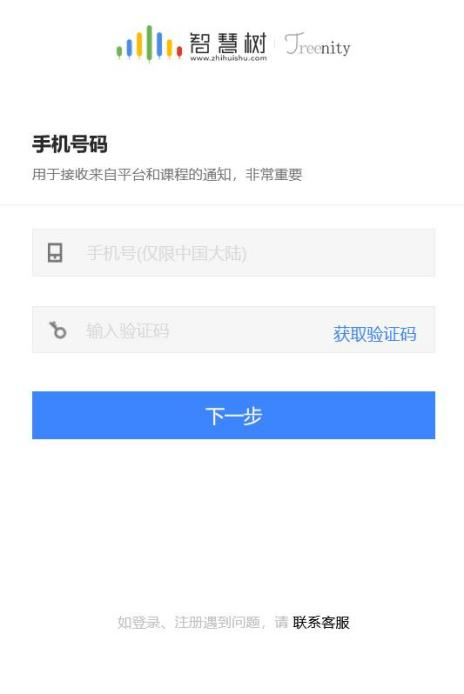 智慧树 Treenity
www.zhihuishu.com
手机号码
用于接收来自平台和课程的通知，非常重要
手机号(仅限中国大陆)
输入验证码 获取验证码
下一步
如登录、注册遇到问题，请 联系客服